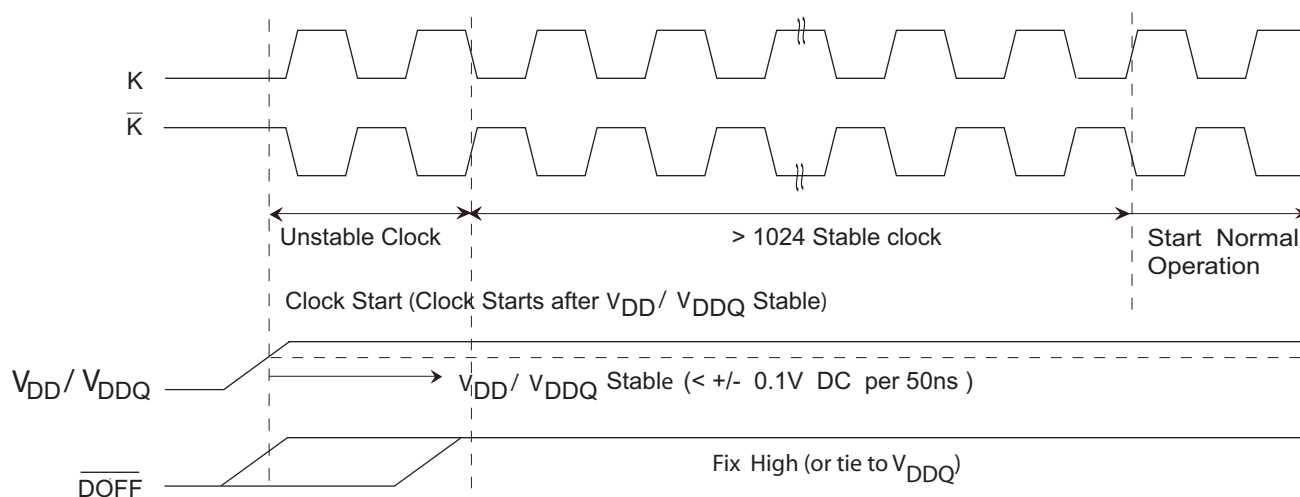 K
K̅
Unstable Clock
> 1024 Stable clock
Start Normal
Operation
Clock Start (Clock Starts after VDD / VDDQ Stable)
VDD / VDDQ
VDD / VDDQ Stable (< +/- 0.1V DC per 50ns )
D̅O̅F̅F̅
Fix High (or tie to VDDQ)